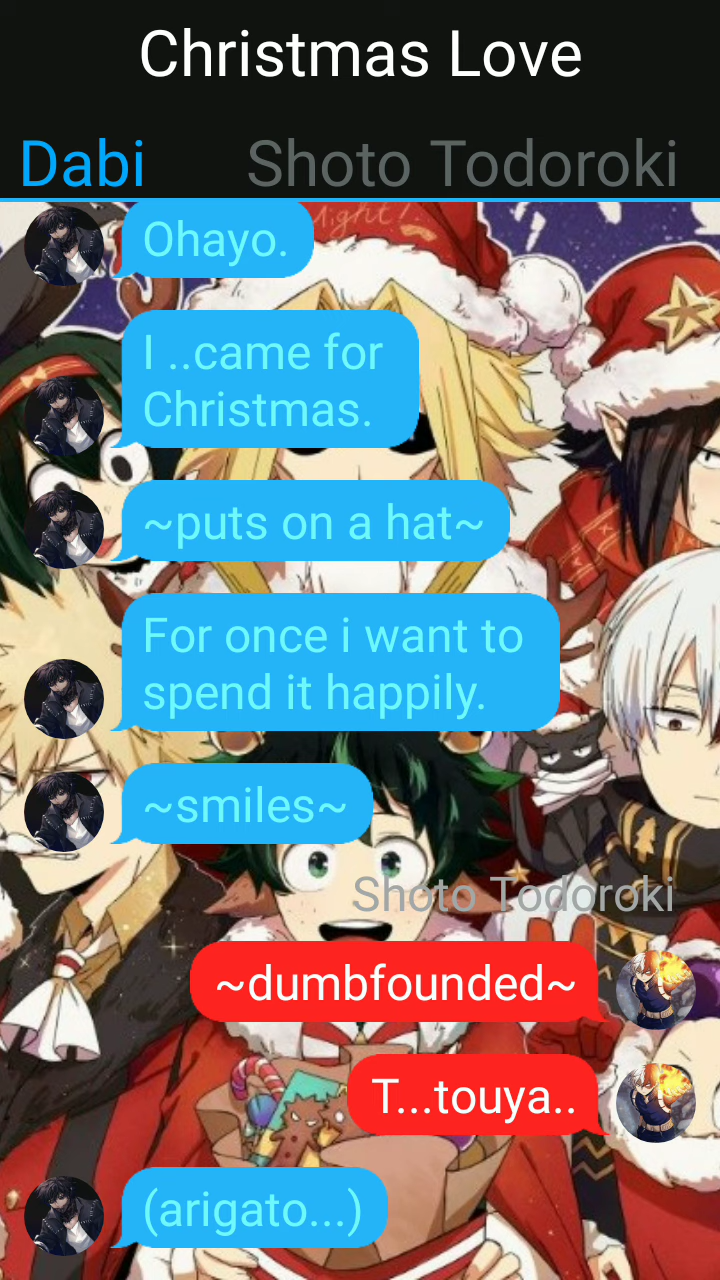 Christmas Love
Dabi Shoto Todoroki
Might!
Ohayo.
I ..came for
Christmas.
~puts on a hat~
For once i want to
spend it happily.
~smiles~
Shoto Todoroki
~dumbfounded~
T...touya..
(arigato...)